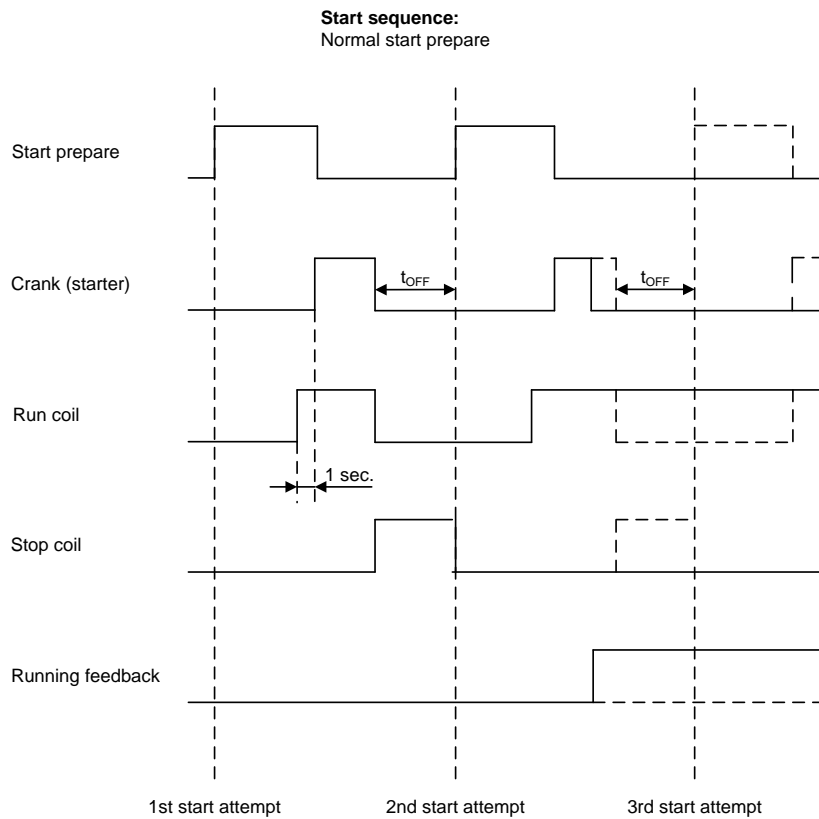 Start sequence:
Normal start prepare
Start prepare
Crank (starter)
tOFF
tOFF
Run coil
1 sec.
Stop coil
Running feedback
1st start attempt
2nd start attempt
3rd start attempt